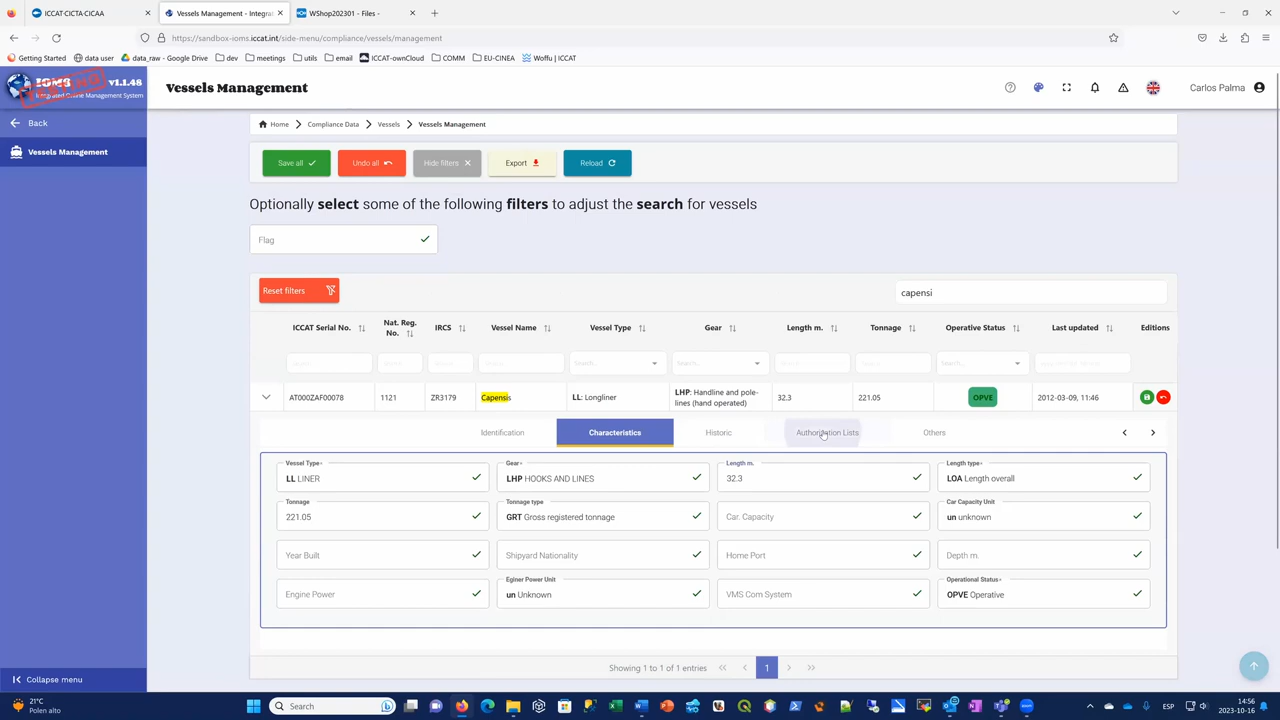 ICCAT·CICTA·CICAA
Vessels Management - Integrat
WShop202301 - Files -
https://sandbox-ioms.iccat.int/side-menu/compliance/vessels/management
Getting Started
data user
data_raw - Google Drive
dev
meetings
utils
email
ICCAT-ownCloud
COMM
EU-CINEA
Woffu | ICCAT
IOMS v1.1.48
Integrated Online Management System
Vessels Management
Carlos Palma
Back
Vessels Management
Home
Compliance Data
Vessels
Vessels Management
Save all
Undo all
Hide filters
Export
Reload
Optionally select some of the following filters to adjust the search for vessels
Flag
Reset filters
capensi
ICCAT Serial No.
Nat. Reg. No.
IRCS
Vessel Name
Vessel Type
Gear
Length m.
Tonnage
Operative Status
Last updated
Editions
AT000ZAF00078
1121
ZR3179
Capensis
LL: Longliner
LHP: Handline and pole-
lines (hand operated)
32.3
221.05
OPVE
2012-03-09, 11:46
Identification
Characteristics
Historic
Authorization Lists
Others
Vessel Type*
Gear*
Length m.
Length type*
LL LINER
LHP HOOKS AND LINES
32.3
LOA Length overall
Tonnage
Tonnage type
Car Capacity Unit
221.05
GRT Gross registered tonnage
Car. Capacity
un unknown
Year Built
Shipyard Nationality
Home Port
Depth m.
Eginer Power Unit
Operational Status*
Engine Power
un Unknown
VMS Com System
OPVE Operative
Showing 1 to 1 of 1 entries
1
Collapse menu
21°C
Polen alto
Search
ESP
14:56
2023-10-16